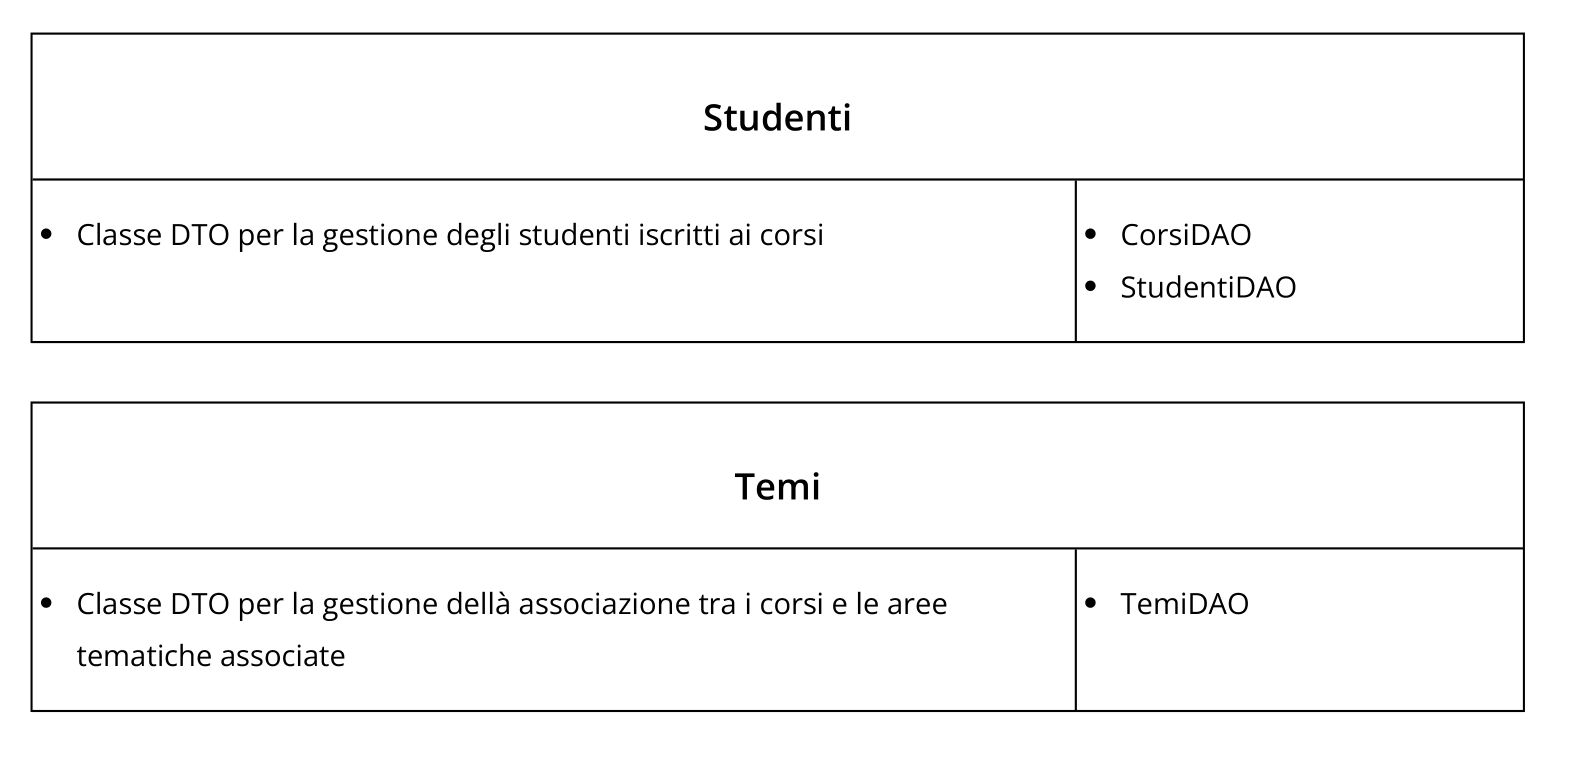 Studenti
Classe DTO per la gestione degli studenti iscritti ai corsi
CorsiDAO
StudentiDAO
Temi
Classe DTO per la gestione dellà associazione tra i corsi e le aree
tematiche associate
TemiDAO